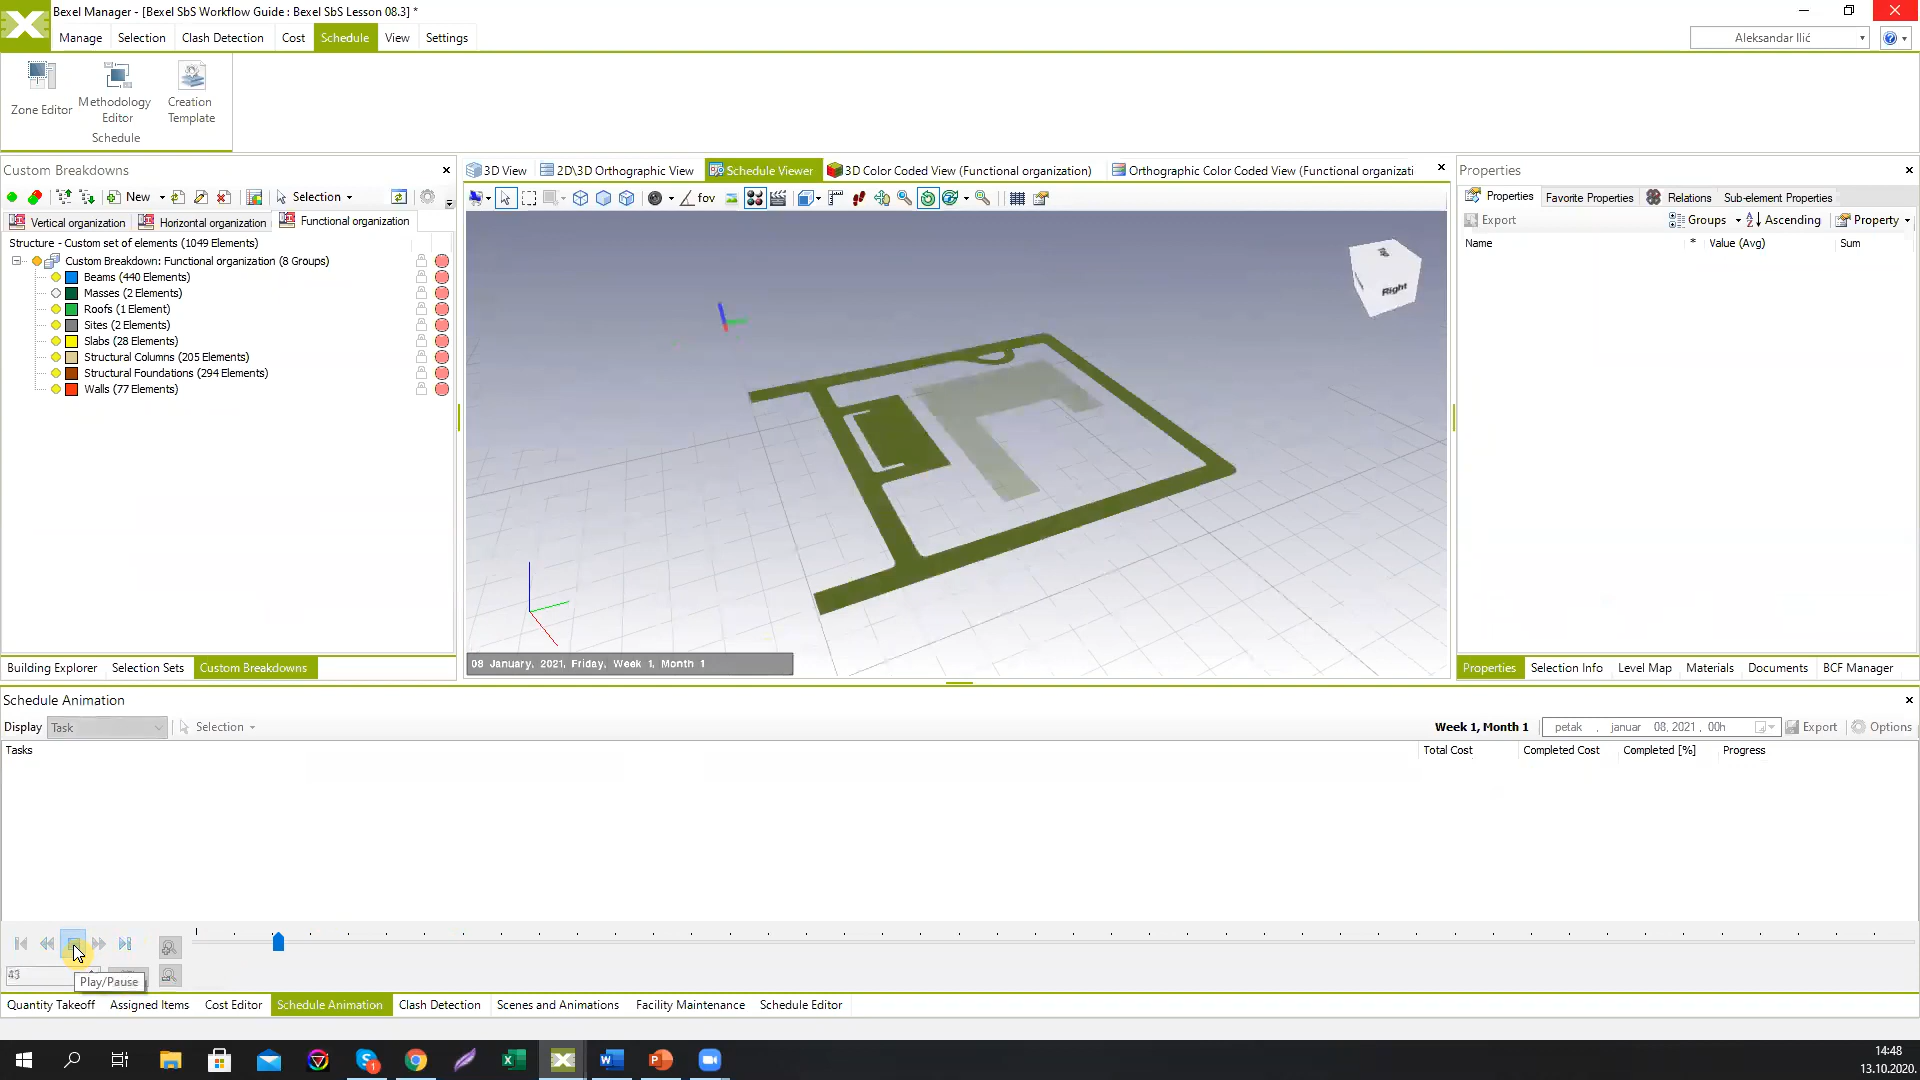 Bexel Manager - [Bexel SbS Workflow Guide : Bexel SbS Lesson 08.3] *
Manage Selection Clash Detection Cost Schedule View Settings
Aleksandar Ilić
Zone Editor
Methodology Editor
Creation Template
Schedule
Custom Breakdowns
New Selection
Vertical organization Horizontal organization Functional organization
Structure - Custom set of elements (1049 Elements)
Custom Breakdown: Functional organization (8 Groups)
Beams (440 Elements)
Masses (2 Elements)
Roofs (1 Element)
Sites (2 Elements)
Slabs (28 Elements)
Structural Columns (205 Elements)
Structural Foundations (294 Elements)
Walls (77 Elements)
Building Explorer Selection Sets Custom Breakdowns
3D View 2D\3D Orthographic View Schedule Viewer 3D Color Coded View (Functional organization) Orthographic Color Coded View (Functional organizati
fov
Right
08 January, 2021, Friday, Week 1, Month 1
Properties
Properties Favorite Properties Relations Sub-element Properties
Export Groups Ascending Property
Name * Value (Avg) Sum
Properties Selection Info Level Map Materials Documents BCF Manager
Schedule Animation
Display Task Selection
Week 1, Month 1 petak , januar 08, 2021 , 00h Export Options
Tasks Total Cost Completed Cost Completed [%] Progress
43
Play/Pause
Quantity Takeoff Assigned Items Cost Editor Schedule Animation Clash Detection Scenes and Animations Facility Maintenance Schedule Editor
14:48
13.10.2020.